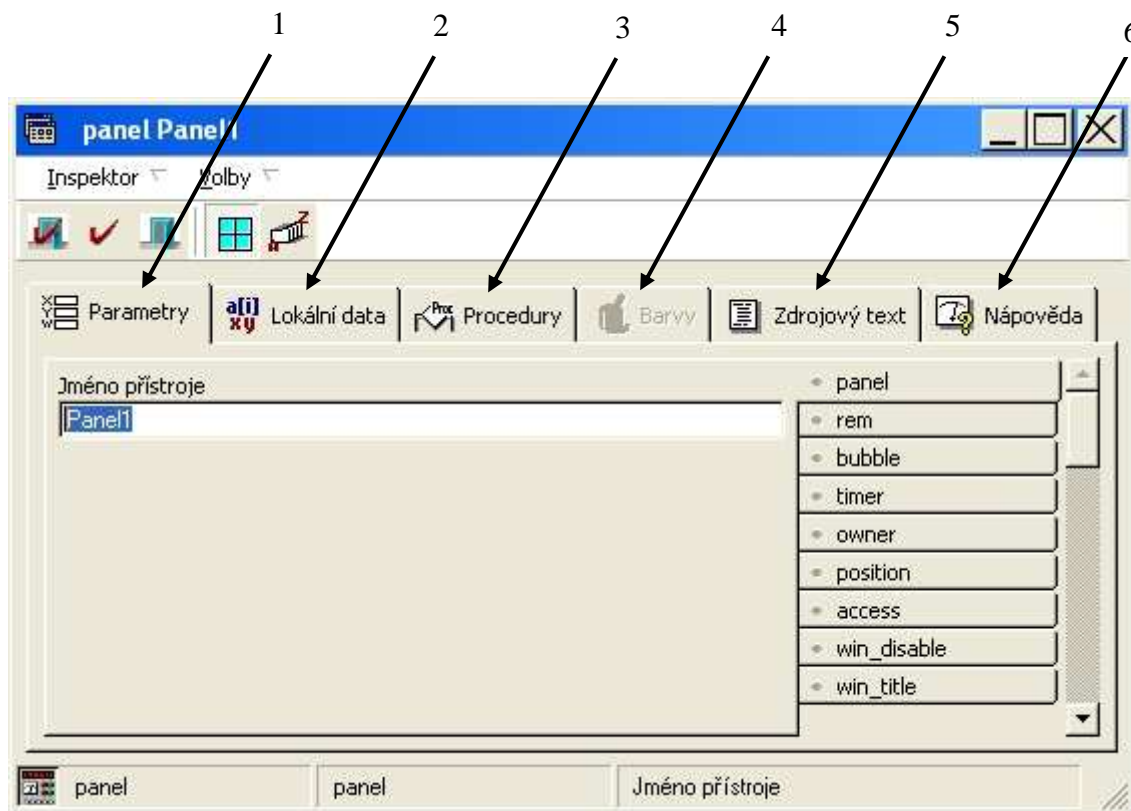 1 2 3 4 5 6
panel Panel1
Inspektor Volby
Parametry Lokální data Procedury Barvy Zdrojový text Nápověda
Jméno přístroje
Panel1
panel
rem
bubble
timer
owner
position
access
win_disable
win_title
panel panel Jméno přístroje